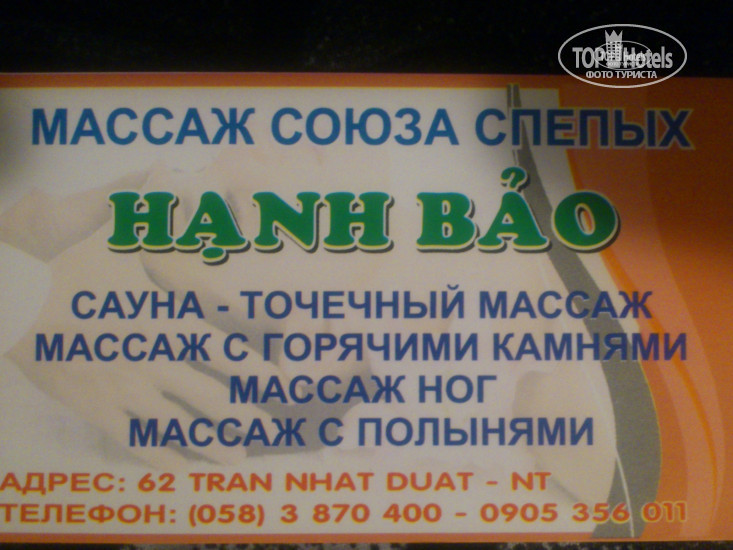 TOP Hotels
ФОТО ТУРИСТА
МАССАЖ СОЮЗА СПЕПЫХ
HẠNH BẢO
САУНА - ТОЧЕЧНЫЙ МАССАЖ
МАССАЖ С ГОРЯЧИМИ КАМНЯМИ
МАССАЖ НОГ
МАССАЖ С ПОЛЫНЯМИ
АДРЕС: 62 TRAN NHAT DUAT - NT
ТЕЛЕФОН: (058) 3 870 400 - 0905 356 011